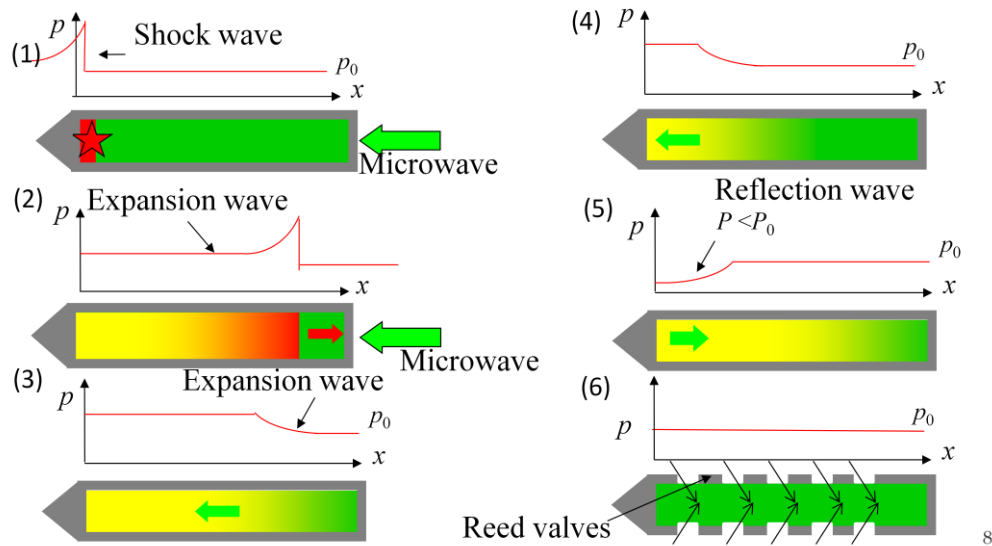 (1)
p
Shock wave
p0
x
Microwave
(2)
p
Expansion wave
x
Microwave
(3)
p
Expansion wave
p0
x
(4)
p
p0
x
Reflection wave
(5)
p
P <P0
p0
x
(6)
p
p0
x
Reed valves
8